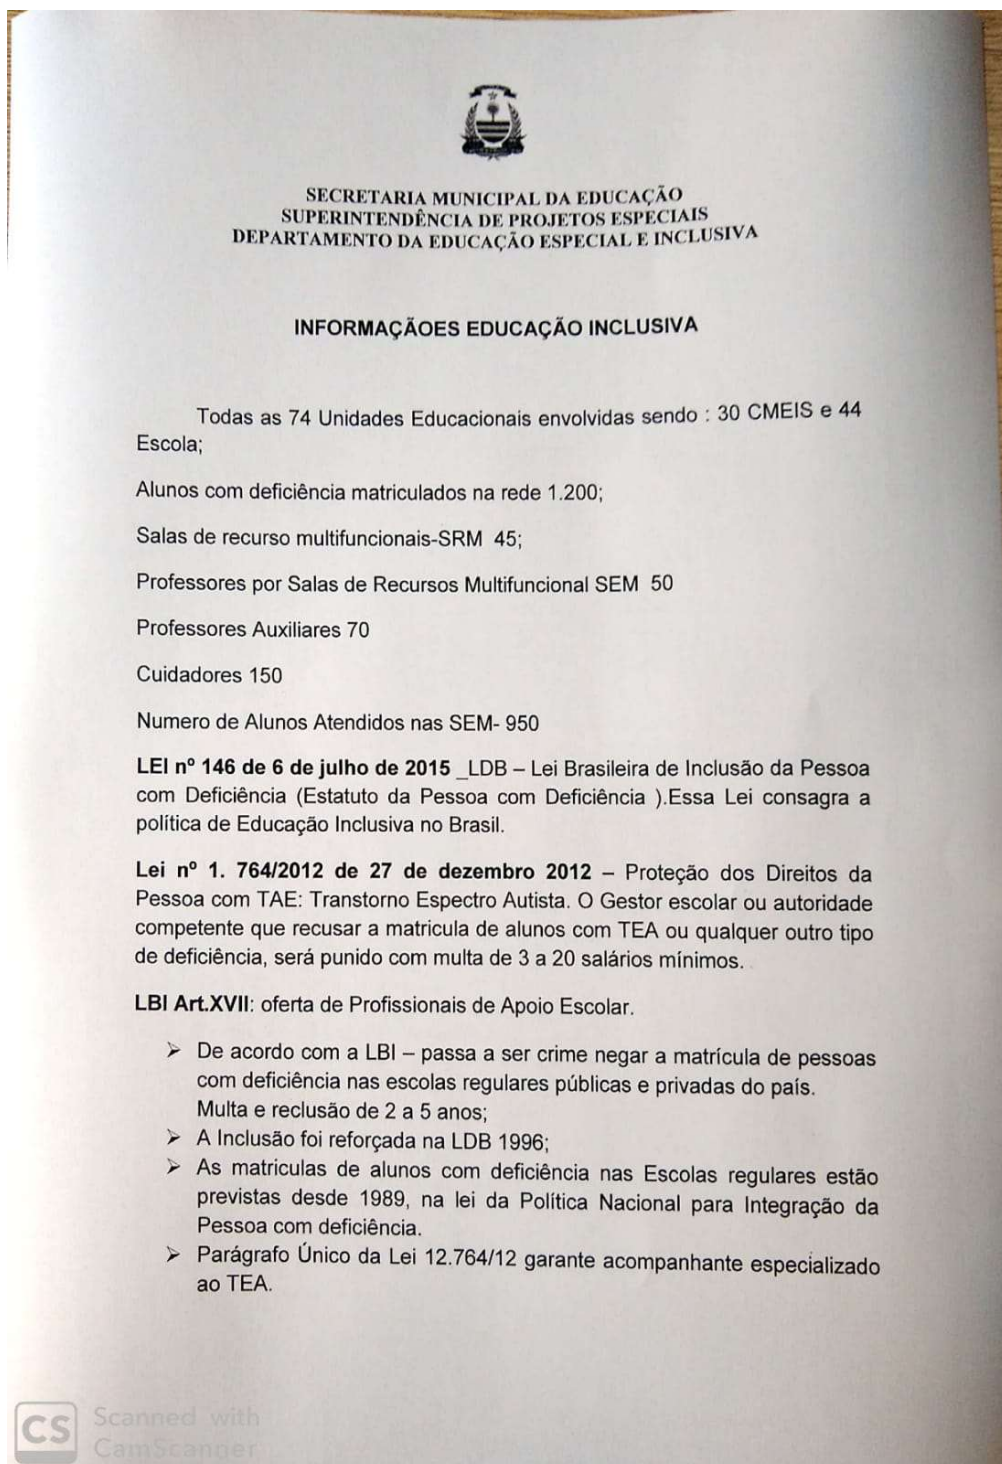 SECRETARIA MUNICIPAL DA EDUCAÇÃO
SUPERINTENDÊNCIA DE PROJETOS ESPECIAIS
DEPARTAMENTO DA EDUCAÇÃO ESPECIAL E INCLUSIVA
INFORMAÇÃOES EDUCAÇÃO INCLUSIVA
Todas as 74 Unidades Educacionais envolvidas sendo : 30 CMEIS e 44
Escola;
Alunos com deficiência matriculados na rede 1.200;
Salas de recurso multifuncionais-SRM 45;
Professores por Salas de Recursos Multifuncional SEM 50
Professores Auxiliares 70
Cuidadores 150
Numero de Alunos Atendidos nas SEM- 950
LEI nº 146 de 6 de julho de 2015 _LDB – Lei Brasileira de Inclusão da Pessoa
com Deficiência (Estatuto da Pessoa com Deficiência ).Essa Lei consagra a
política de Educação Inclusiva no Brasil.
Lei nº 1. 764/2012 de 27 de dezembro 2012 – Proteção dos Direitos da
Pessoa com TAE: Transtorno Espectro Autista. O Gestor escolar ou autoridade
competente que recusar a matricula de alunos com TEA ou qualquer outro tipo
de deficiência, será punido com multa de 3 a 20 salários mínimos.
LBI Art.XVII: oferta de Profissionais de Apoio Escolar.
➢ De acordo com a LBI – passa a ser crime negar a matrícula de pessoas
com deficiência nas escolas regulares públicas e privadas do país.
Multa e reclusão de 2 a 5 anos;
➢ A Inclusão foi reforçada na LDB 1996;
➢ As matriculas de alunos com deficiência nas Escolas regulares estão
previstas desde 1989, na lei da Política Nacional para Integração da
Pessoa com deficiência.
➢ Parágrafo Único da Lei 12.764/12 garante acompanhante especializado
ao TEA.
CS Scanned with
CamScanner